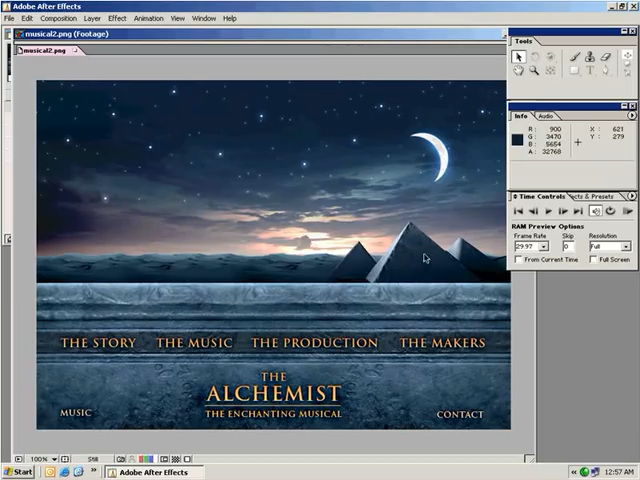 Adobe After Effects
File Edit Composition Layer Effect Animation View Window Help
musical2.png (Footage)
musical2.png
Tools
Info Audio
R: 900
G: 3470
B: 5654
A: 32768
X: 621
Y: 279
Time Controls cts & Presets
RAM Preview Options
Frame Rate Skip Resolution
29.97 0 Full
From Current Time Full Screen
THE STORY THE MUSIC THE PRODUCTION THE MAKERS
THE
ALCHEMIST
THE ENCHANTING MUSICAL
MUSIC CONTACT
100% Still
Start Adobe After Effects 12:57 AM